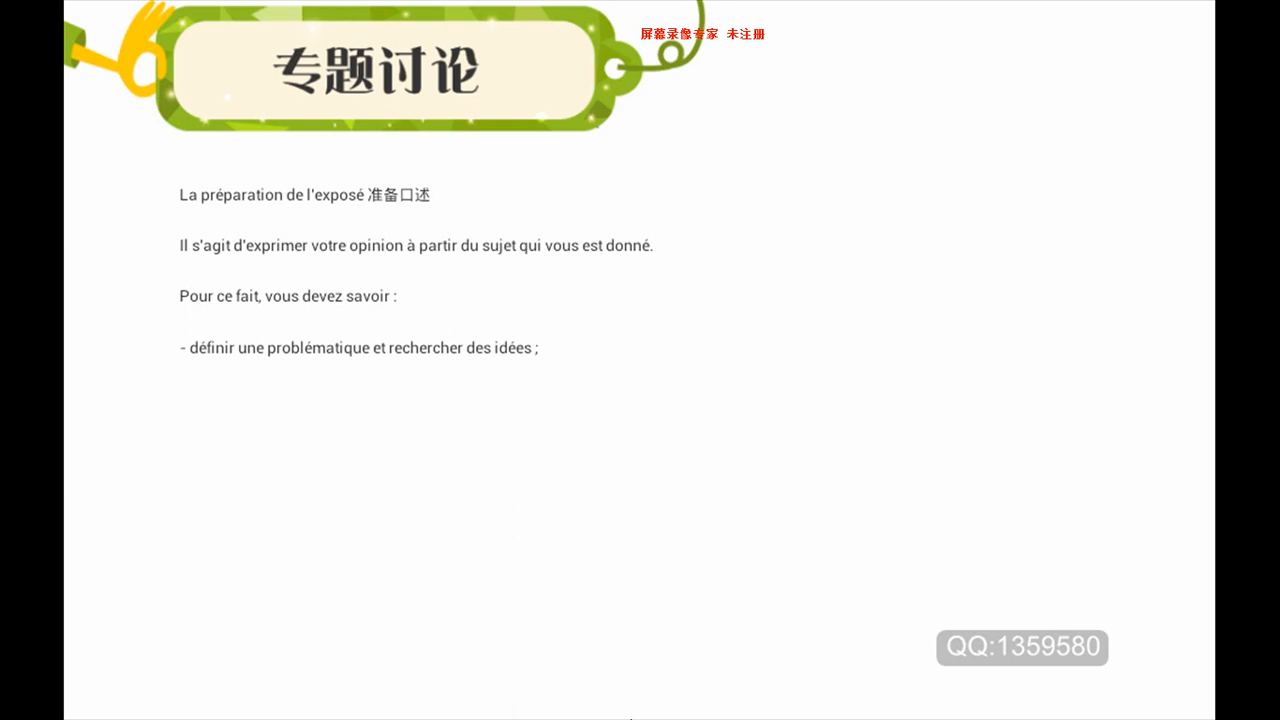 屏幕录像专家 未注册
专题讨论
La préparation de l'exposé 准备口述
Il s'agit d'exprimer votre opinion à partir du sujet qui vous est donné.
Pour ce fait, vous devez savoir :
- définir une problématique et rechercher des idées ;
QQ:1359580